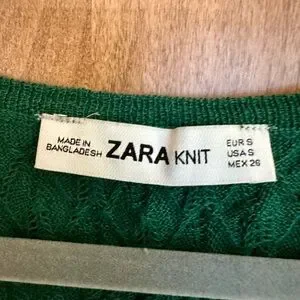 MADE IN
BANGLADESH
ZARA KNIT
EUR S
USA S
MEX 26